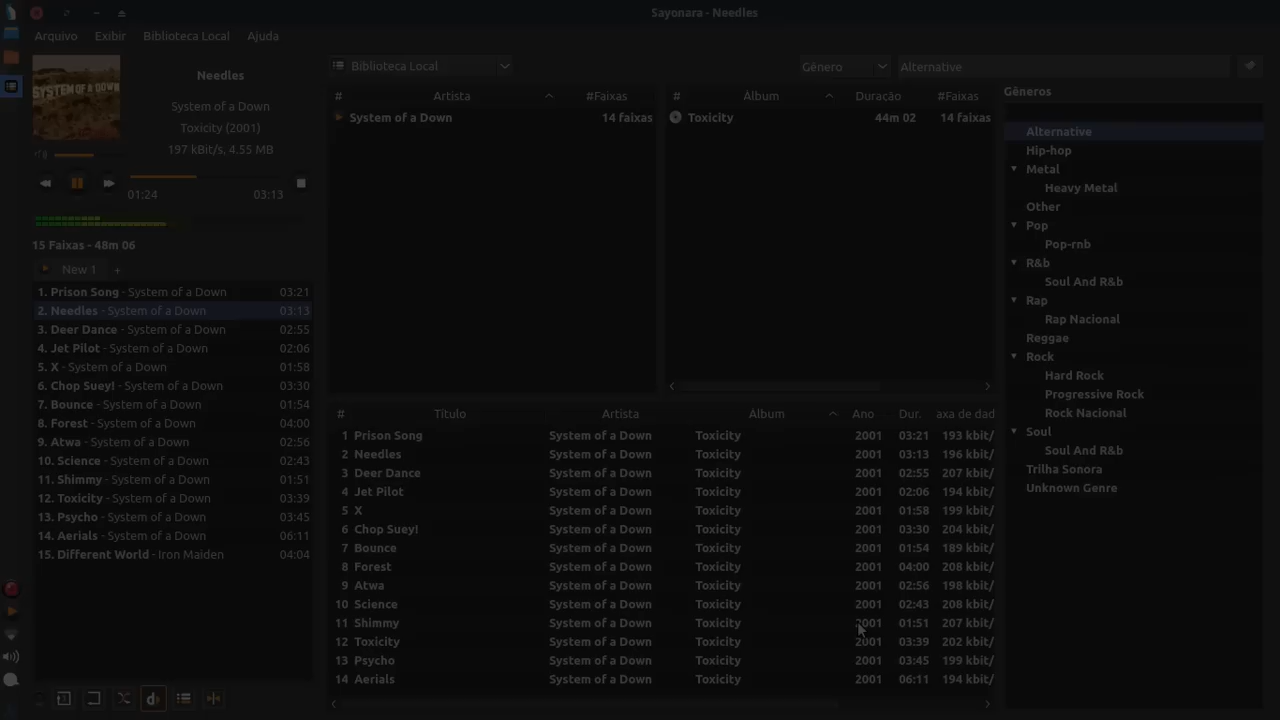 Sayonara - Needles
Arquivo Exibir Biblioteca Local Ajuda
SYSTEM OF A DOWN
Needles
System of a Down
Toxicity (2001)
197 kBit/s, 4.55 MB
01:24 03:13
15 Faixas - 48m 06
New 1 +
1. Prison Song - System of a Down 03:21
2. Needles - System of a Down 03:13
3. Deer Dance - System of a Down 02:55
4. Jet Pilot - System of a Down 02:06
5. X - System of a Down 01:58
6. Chop Suey! - System of a Down 03:30
7. Bounce - System of a Down 01:54
8. Forest - System of a Down 04:00
9. Atwa - System of a Down 02:56
10. Science - System of a Down 02:43
11. Shimmy - System of a Down 01:51
12. Toxicity - System of a Down 03:39
13. Psycho - System of a Down 03:45
14. Aerials - System of a Down 06:11
15. Different World - Iron Maiden 04:04
Biblioteca Local Gênero Alternative
# Artista #Faixas
System of a Down 14 faixas
# Álbum Duração #Faixas
Toxicity 44m 02 14 faixas
# Título Artista Álbum Ano Dur. axa de dad
1 Prison Song System of a Down Toxicity 2001 03:21 193 kbit/
2 Needles System of a Down Toxicity 2001 03:13 196 kbit/
3 Deer Dance System of a Down Toxicity 2001 02:55 207 kbit/
4 Jet Pilot System of a Down Toxicity 2001 02:06 194 kbit/
5 X System of a Down Toxicity 2001 01:58 199 kbit/
6 Chop Suey! System of a Down Toxicity 2001 03:30 204 kbit/
7 Bounce System of a Down Toxicity 2001 01:54 189 kbit/
8 Forest System of a Down Toxicity 2001 04:00 208 kbit/
9 Atwa System of a Down Toxicity 2001 02:56 198 kbit/
10 Science System of a Down Toxicity 2001 02:43 208 kbit/
11 Shimmy System of a Down Toxicity 2001 01:51 207 kbit/
12 Toxicity System of a Down Toxicity 2001 03:39 202 kbit/
13 Psycho System of a Down Toxicity 2001 03:45 199 kbit/
14 Aerials System of a Down Toxicity 2001 06:11 194 kbit/
Gêneros
Alternative
Hip-hop
Metal
Heavy Metal
Other
Pop
Pop-rnb
R&b
Soul And R&b
Rap
Rap Nacional
Reggae
Rock
Hard Rock
Progressive Rock
Rock Nacional
Soul
Soul And R&b
Trilha Sonora
Unknown Genre